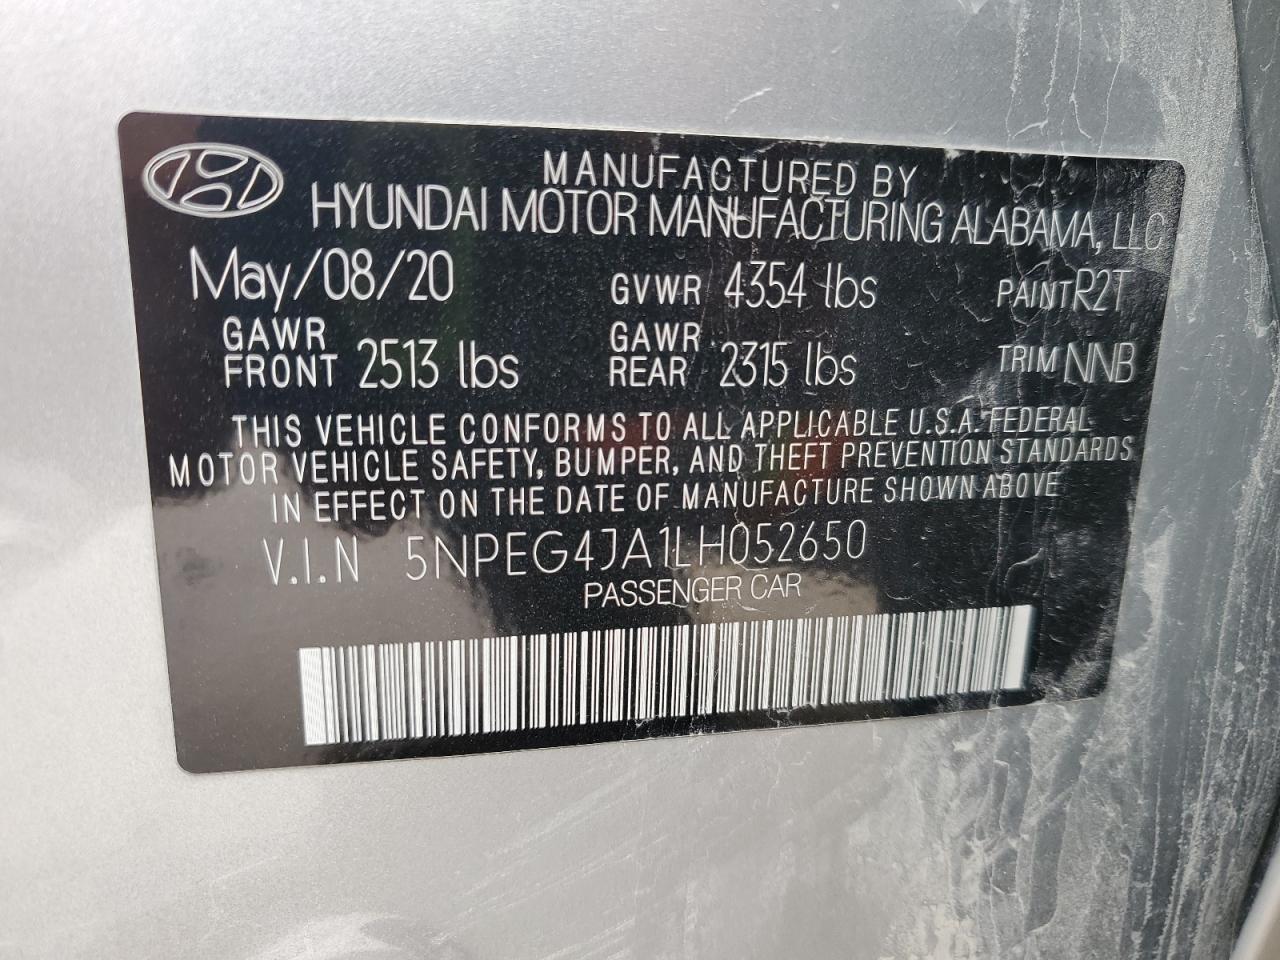 MANUFACTURED BY
HYUNDAI MOTOR MANUFACTURING ALABAMA, LLC
May/08/20 GVWR 4354 lbs PAINT R2T
GAWR FRONT 2513 lbs GAWR REAR 2315 lbs TRIM NNB
THIS VEHICLE CONFORMS TO ALL APPLICABLE U.S.A. FEDERAL
MOTOR VEHICLE SAFETY, BUMPER, AND THEFT PREVENTION STANDARDS
IN EFFECT ON THE DATE OF MANUFACTURE SHOWN ABOVE
V.I.N 5NPEG4JA1LH052650
PASSENGER CAR